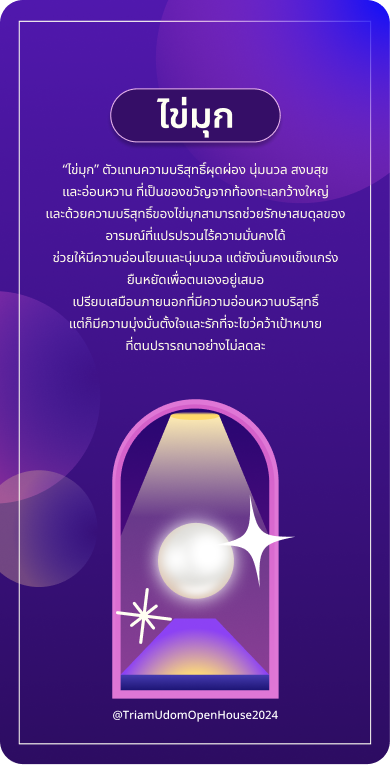 ไข่มุก
“ไข่มุก” ตัวแทนความบริสุทธิ์ผุดผ่อง นุ่มนวล สงบสุข
และอ่อนหวาน ที่เป็นของขวัญจากท้องทะเลกว้างใหญ่
และด้วยความบริสุทธิ์ของไข่มุกสามารถช่วยรักษาสมดุลของ
อารมณ์ที่แปรปรวนไร้ความมั่นคงได้
ช่วยให้มีความอ่อนโยนและนุ่มนวล แต่ยังมั่นคงแข็งแกร่ง
ยืนหยัดเพื่อตนเองอยู่เสมอ
เปรียบเสมือนภายนอกที่มีความอ่อนหวานบริสุทธิ์
แต่ก็มีความมุ่งมั่นตั้งใจและรักที่จะไขว่คว้าเป้าหมาย
ที่ตนปรารถนาอย่างไม่ลดละ
@TriamUdomOpenHouse2024